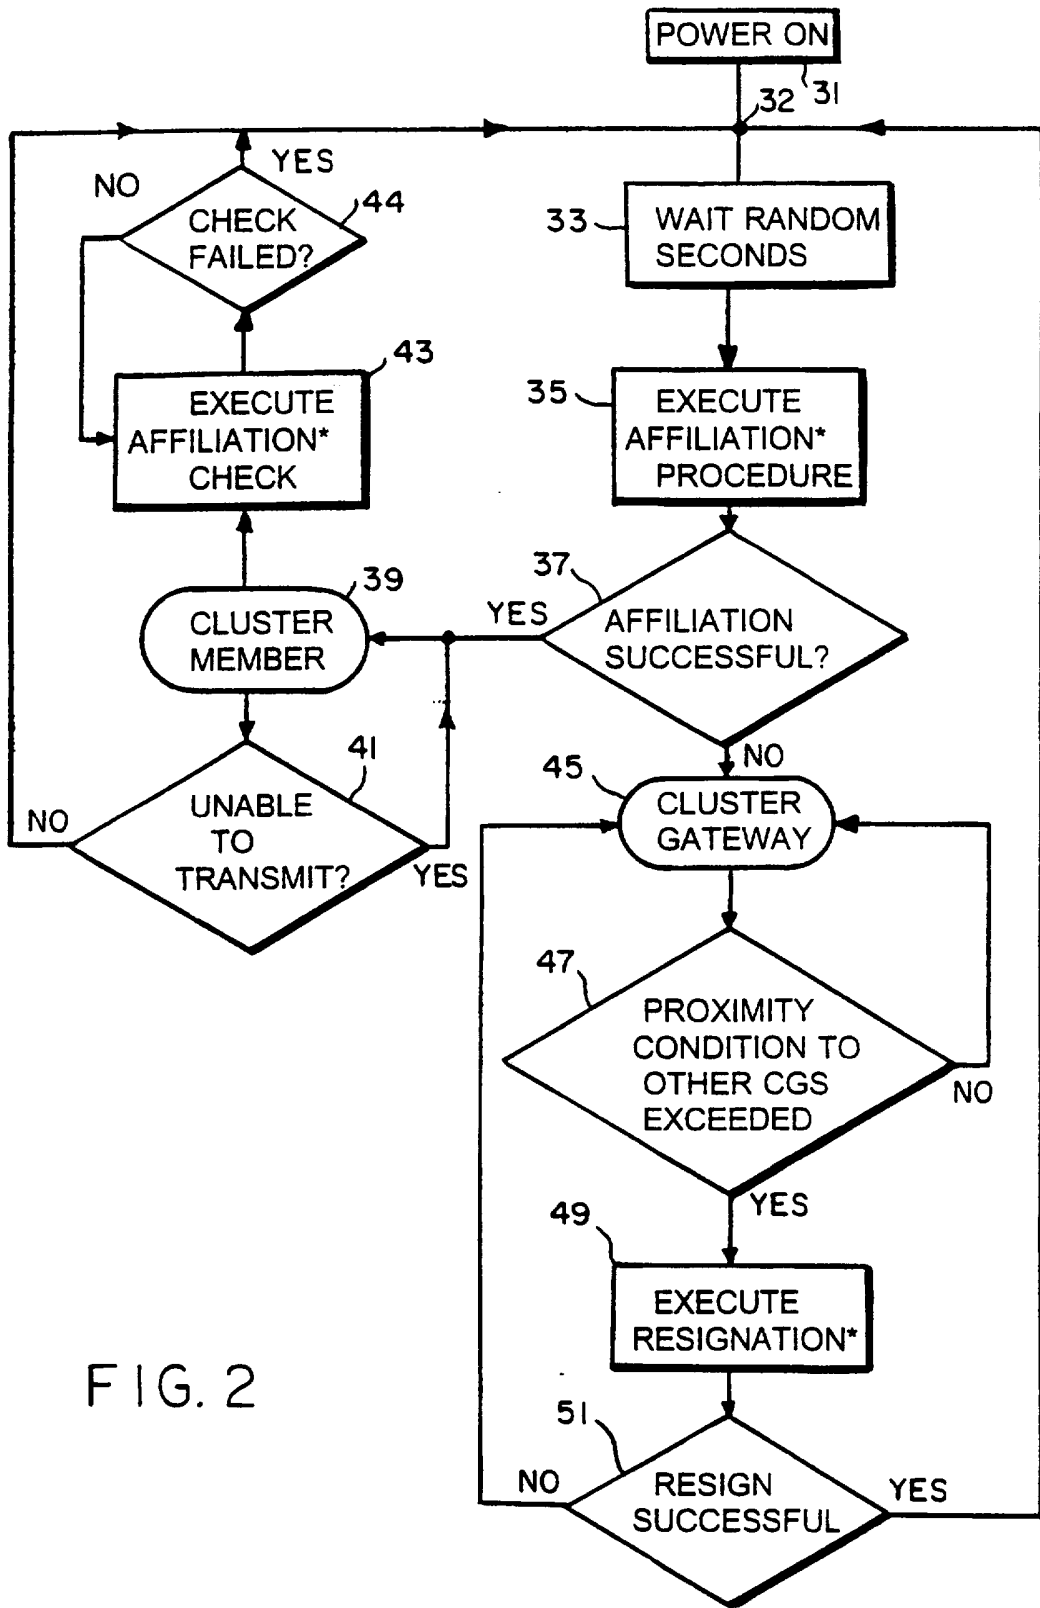 POWER ON
31
32
YES
NO
44
CHECK
FAILED?
33
WAIT RANDOM
SECONDS
43
EXECUTE
AFFILIATION*
CHECK
35
EXECUTE
AFFILIATION*
PROCEDURE
39
CLUSTER
MEMBER
37
YES
AFFILIATION
SUCCESSFUL?
NO
41
UNABLE
TO
TRANSMIT?
NO
YES
45
CLUSTER
GATEWAY
47
PROXIMITY
CONDITION TO
OTHER CGS
EXCEEDED
NO
YES
49
EXECUTE
RESIGNATION*
51
NO
RESIGN
SUCCESSFUL
YES
FIG. 2